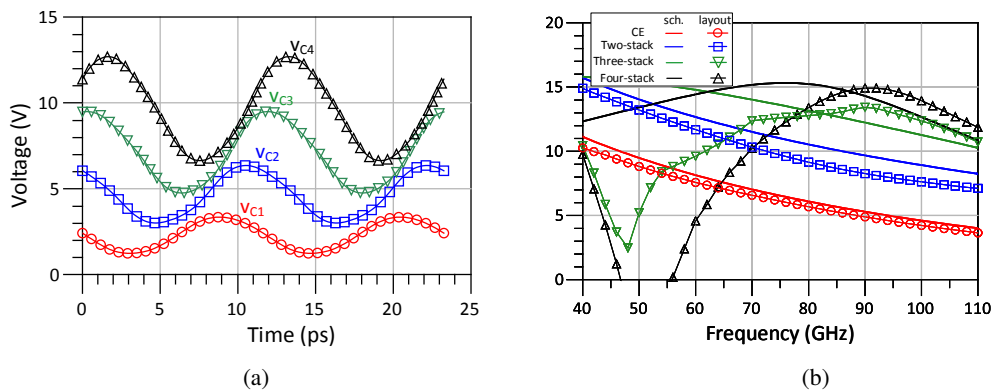 15
10
5
0
Voltage (V)
VC4
VC3
VC2
VC1
0 5 10 15 20 25
Time (ps)
(a)
20
15
10
5
0
sch. layout
CE
Two-stack
Three-stack
Four-stack
40 50 60 70 80 90 100 110
Frequency (GHz)
(b)